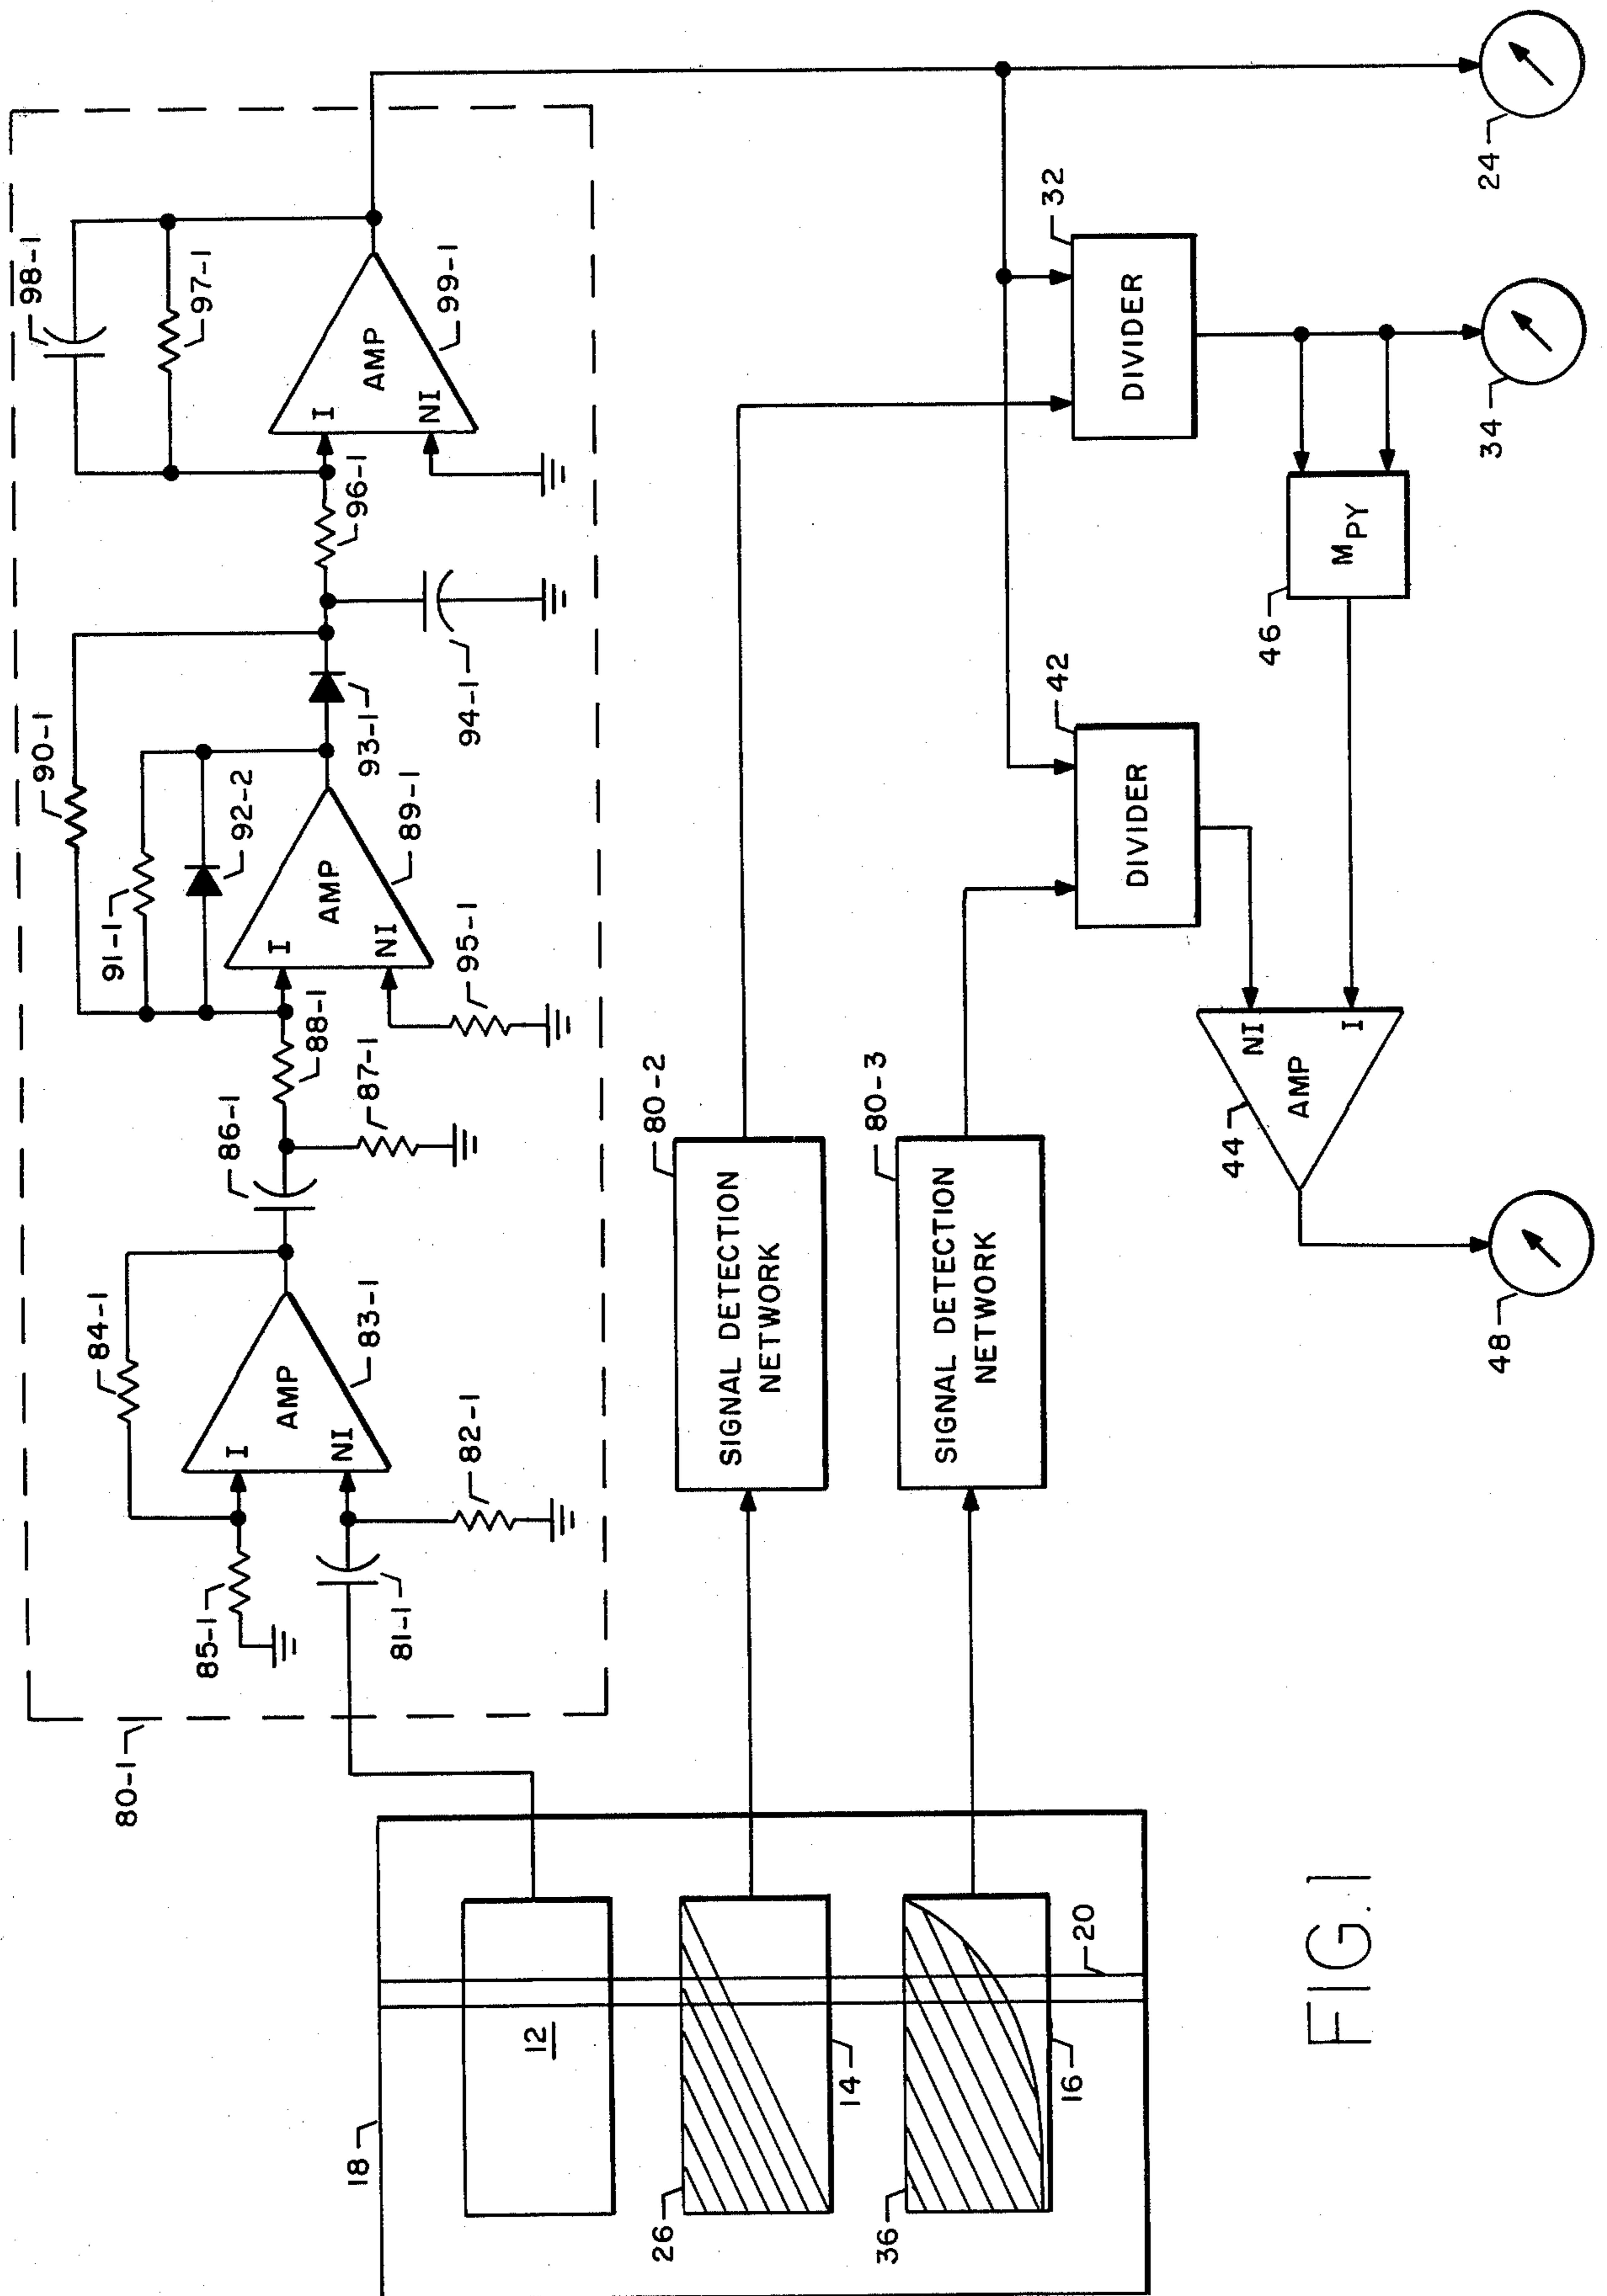 80-1
84-1
85-1
I
NI
AMP
83-1
81-1
82-1
86-1
87-1
88-1
90-1
91-1
92-2
I
NI
AMP
89-1
93-1
94-1
95-1
96-1
98-1
97-1
I
NI
AMP
99-1
18
12
26
14
36
16
20
SIGNAL DETECTION
NETWORK
80-2
SIGNAL DETECTION
NETWORK
80-3
DIVIDER
32
DIVIDER
42
MPY
46
NI
I
AMP
44
48
34
24
FIG.1